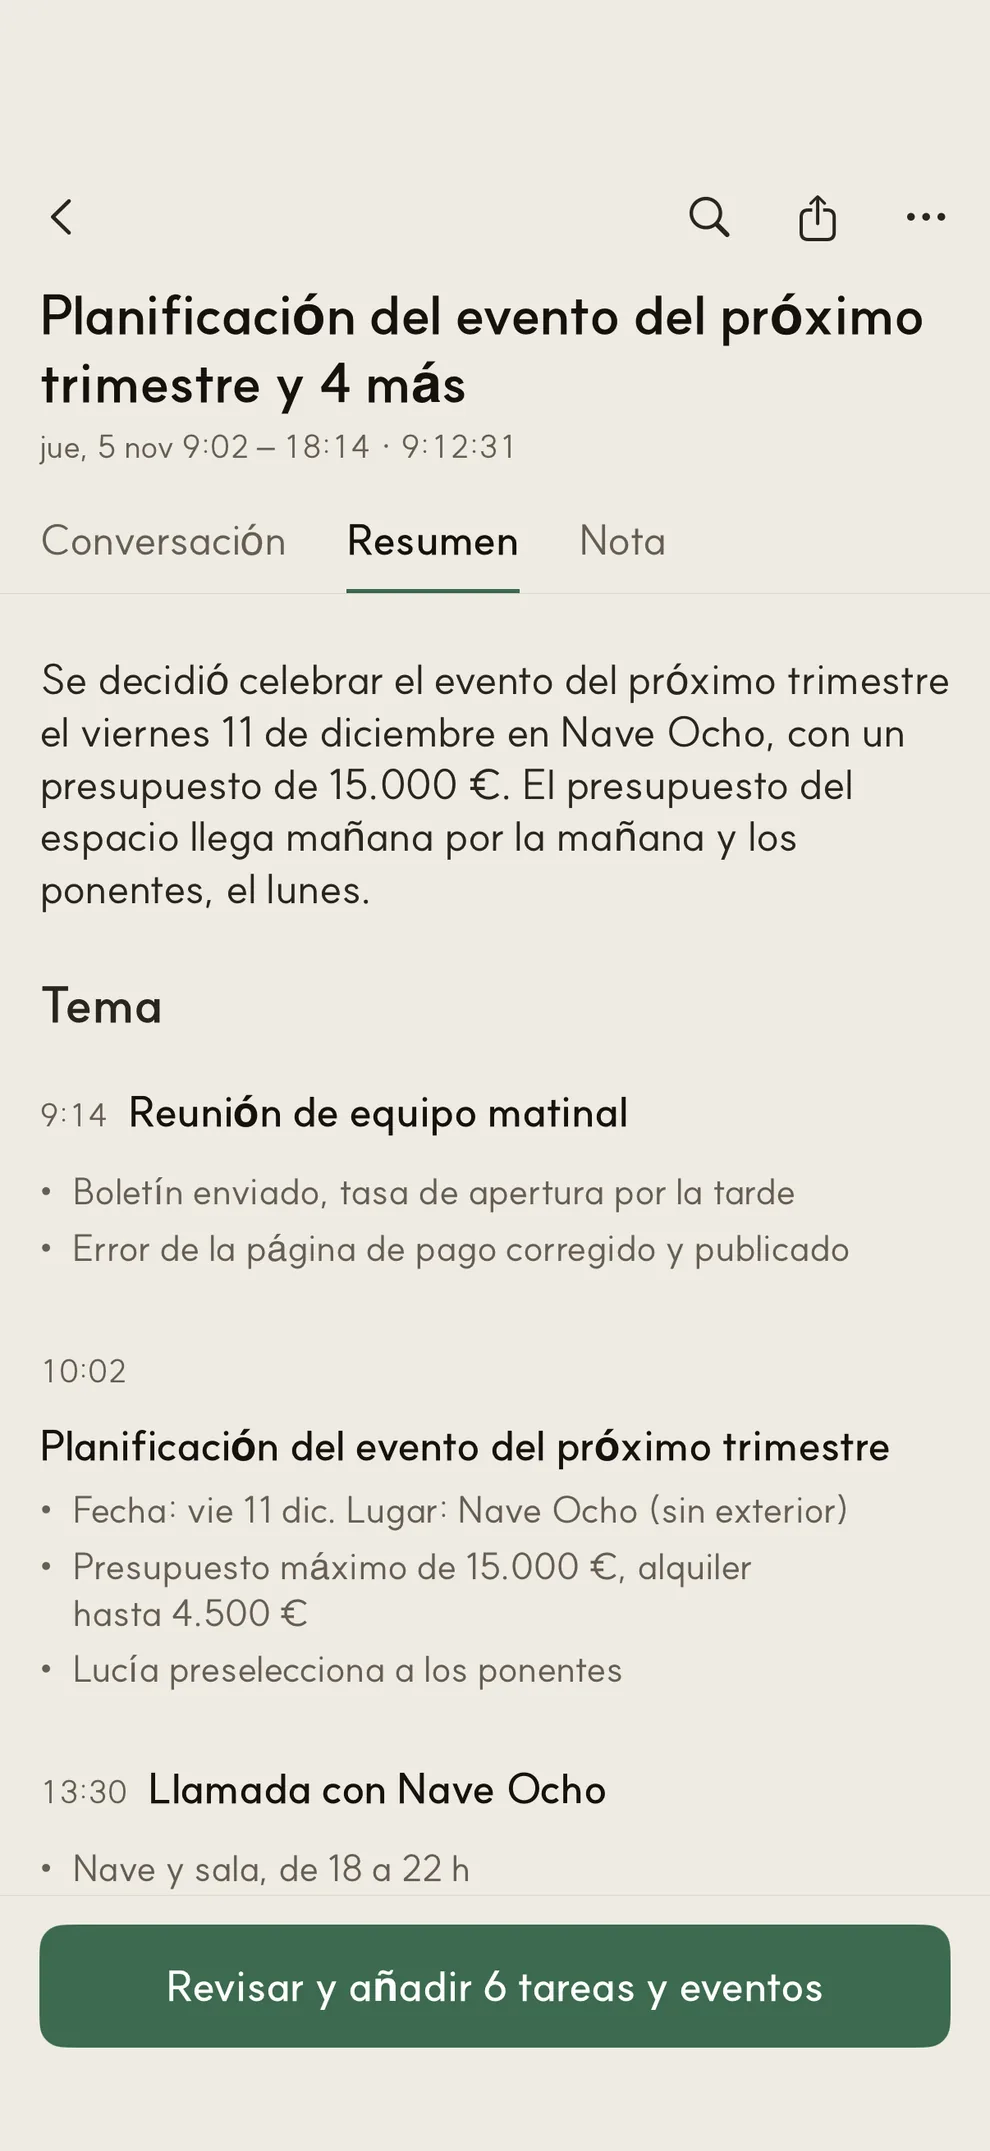 Planificación del evento del próximo
trimestre y 4 más
jue, 5 nov 9:02 – 18:14 · 9:12:31
Conversación
Resumen
Nota
Se decidió celebrar el evento del próximo trimestre
el viernes 11 de diciembre en Nave Ocho, con un
presupuesto de 15.000 €. El presupuesto del
espacio llega mañana por la mañana y los
ponentes, el lunes.
Tema
9:14 Reunión de equipo matinal
• Boletín enviado, tasa de apertura por la tarde
• Error de la página de pago corregido y publicado
10:02
Planificación del evento del próximo trimestre
• Fecha: vie 11 dic. Lugar: Nave Ocho (sin exterior)
• Presupuesto máximo de 15.000 €, alquiler
hasta 4.500 €
• Lucía preselecciona a los ponentes
13:30 Llamada con Nave Ocho
• Nave y sala, de 18 a 22 h
Revisar y añadir 6 tareas y eventos